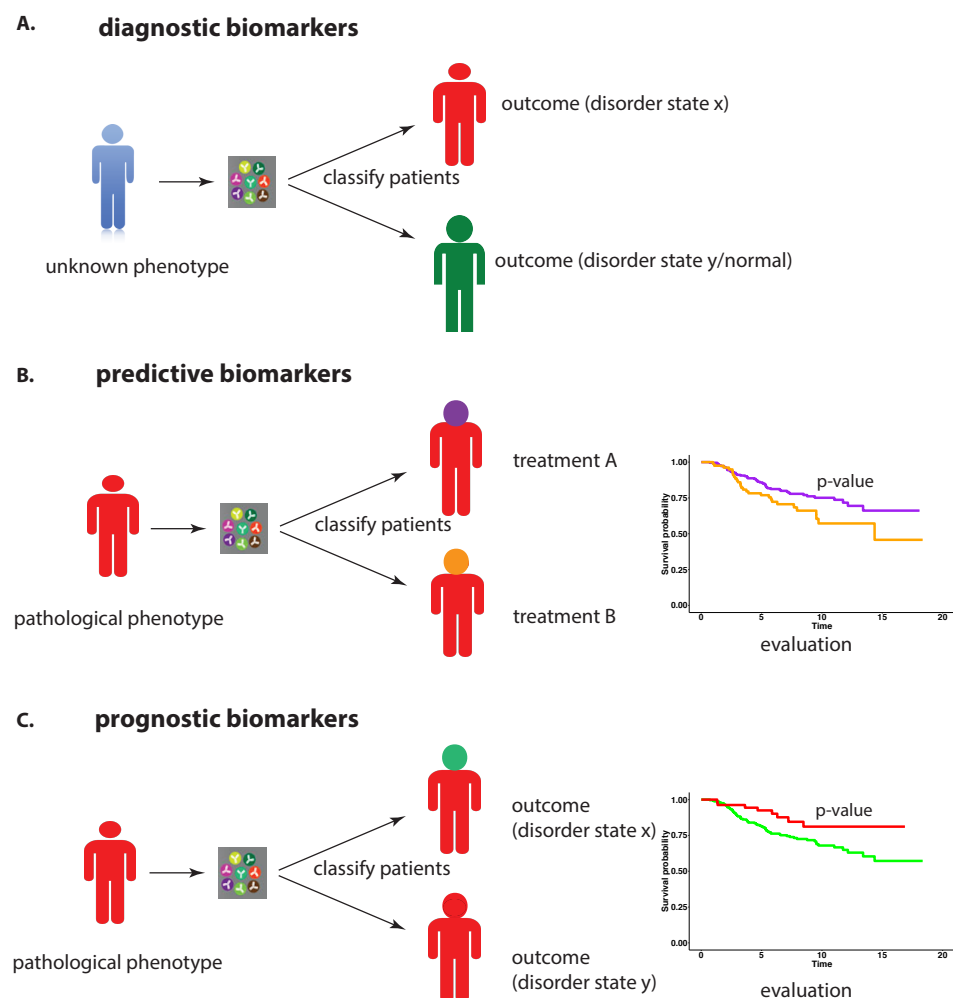 A. diagnostic biomarkers
outcome (disorder state x)
classify patients
unknown phenotype
outcome (disorder state y/normal)
B. predictive biomarkers
treatment A
pathological phenotype
classify patients
treatment B
Survival probability
1.00
0.75
0.50
0.25
0.00
p-value
0 5 10 15 20
Time
evaluation
C. prognostic biomarkers
outcome
(disorder state x)
classify patients
pathological phenotype
outcome
(disorder state y)
Survival probability
1.00
0.75
0.50
0.25
0.00
p-value
0 5 10 15 20
Time
evaluation